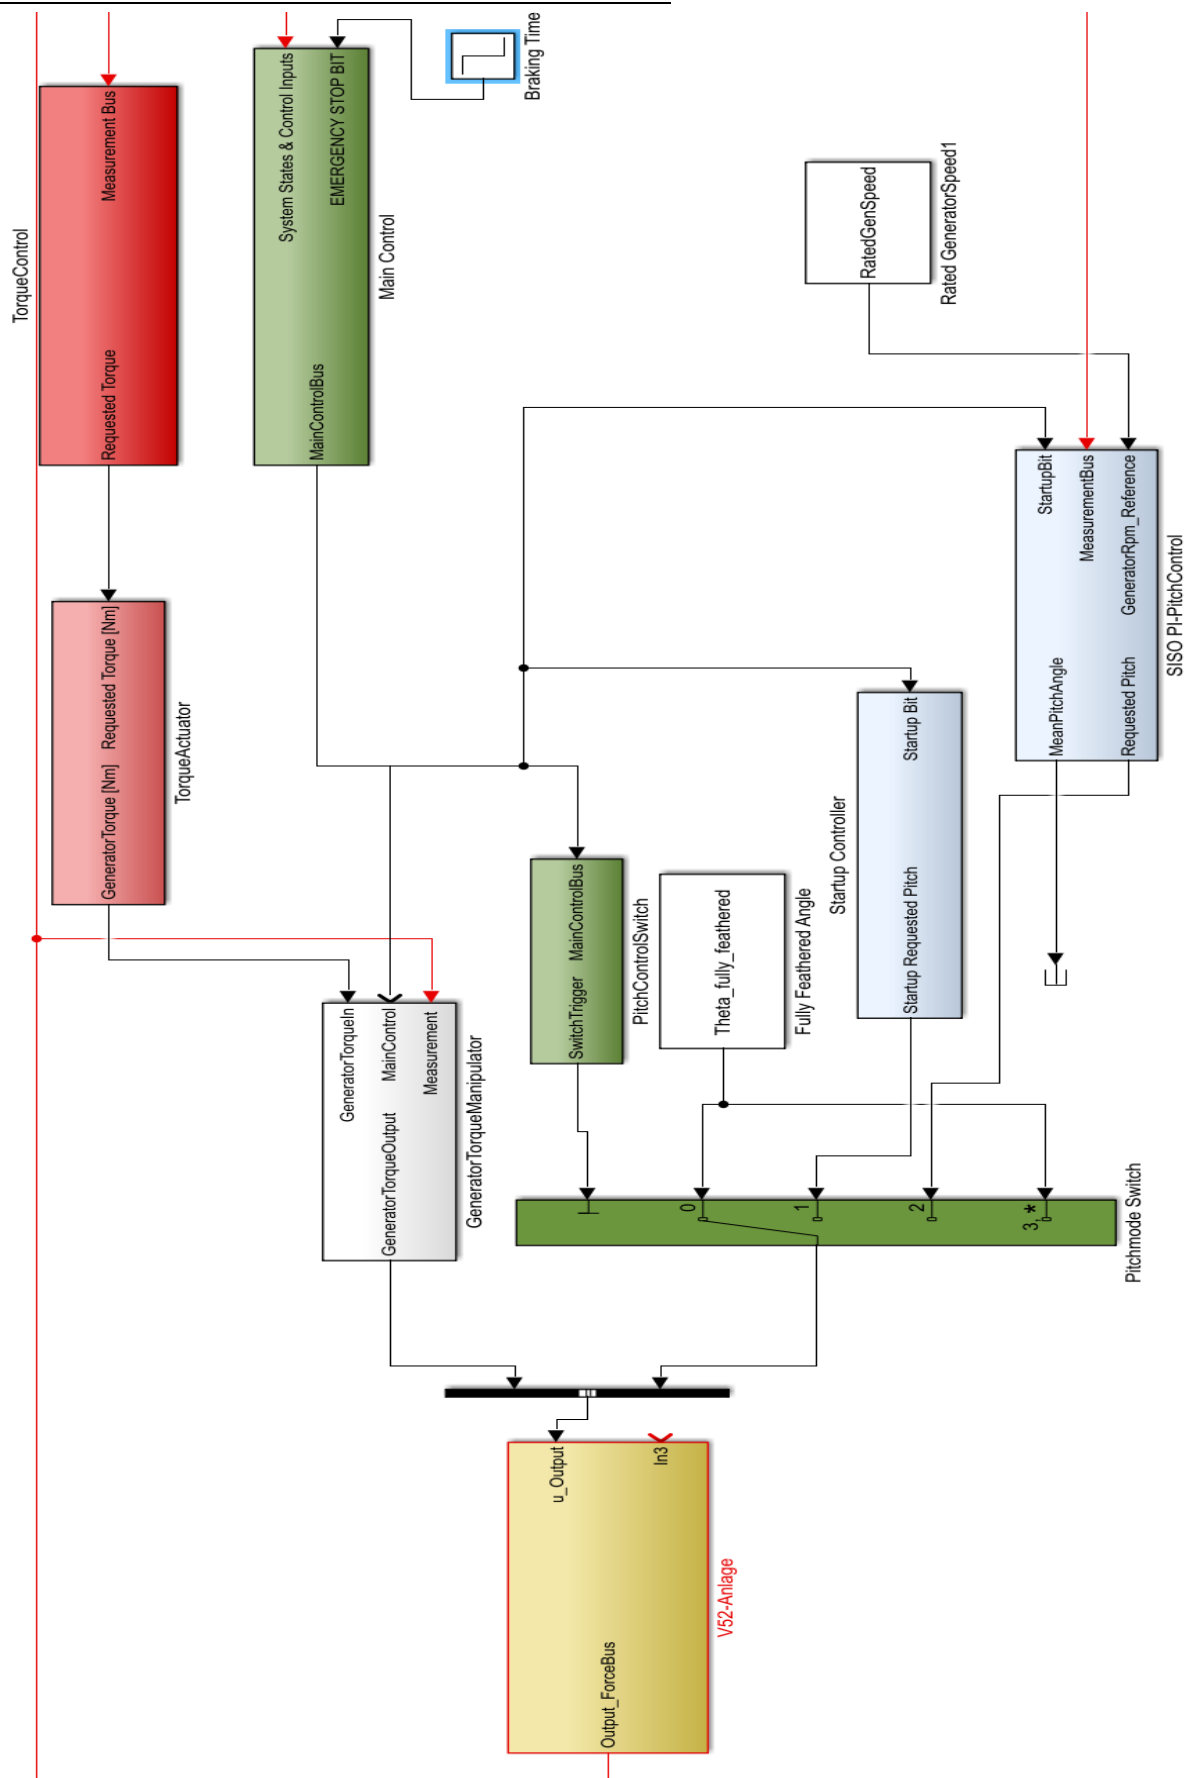 TorqueControl
Measurement Bus
Requested Torque
System States & Control Inputs
EMERGENCY STOP BIT
MainControlBus
Main Control
Braking Time
RatedGenSpeed
Rated GeneratorSpeed1
Requested Torque [Nm]
GeneratorTorque [Nm]
TorqueActuator
StartupBit
MeasurementBus
GeneratorRpm_Reference
MeanPitchAngle
Requested Pitch
SISO PI-PitchControl
Startup Bit
Startup Requested Pitch
Startup Controller
MainControlBus
SwitchTrigger
PitchControlSwitch
Theta_fully_feathered
Fully Feathered Angle
GeneratorTorqueIn
MainControl
Measurement
GeneratorTorqueOutput
GeneratorTorqueManipulator
0
1
2
3, *
Pitchmode Switch
u_Output
In3
Output_ForceBus
V52-Anlage